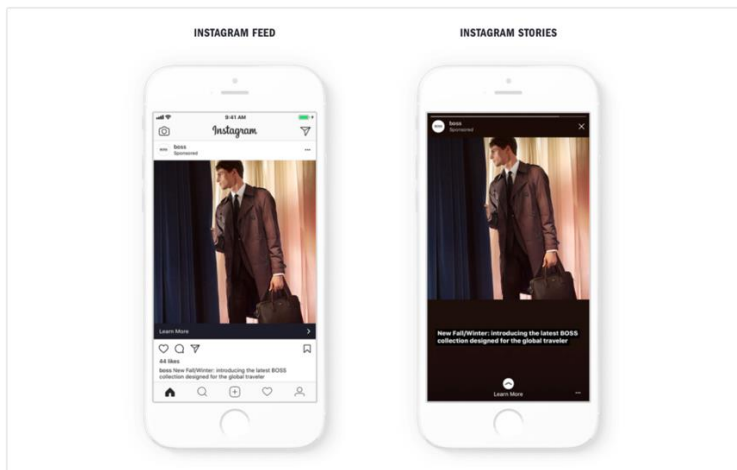 INSTAGRAM FEED
INSTAGRAM STORIES
9:41 AM
Instagram
boss
Sponsored
Learn More
44 likes
boss New Fall/Winter: introducing the latest BOSS
collection designed for the global traveler
boss
Sponsored
New Fall/Winter: introducing the latest BOSS
collection designed for the global traveler
Learn More